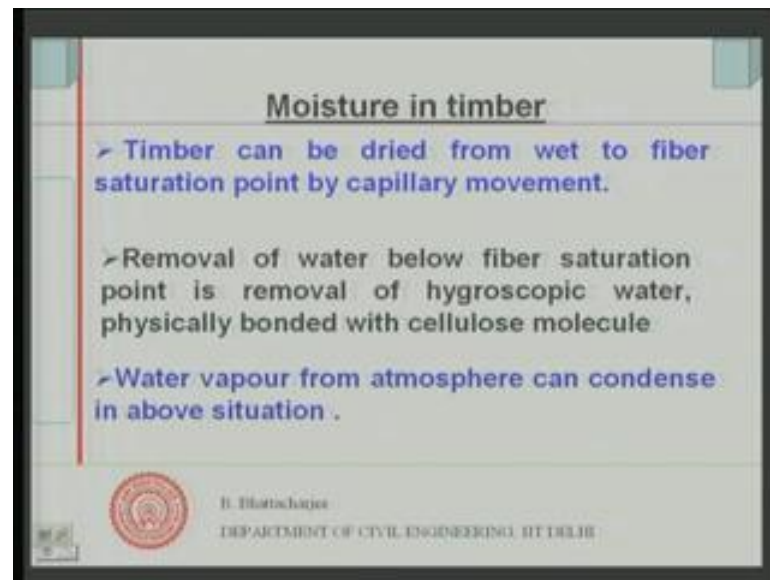 Moisture in timber
➢ Timber can be dried from wet to fiber
saturation point by capillary movement.
➢Removal of water below fiber saturation
point is removal of hygroscopic water,
physically bonded with cellulose molecule
➢Water vapour from atmosphere can condense
in above situation .
B. Bhattacharjee
DEPARTMENT OF CIVIL ENGINEERING, IIT DELHI